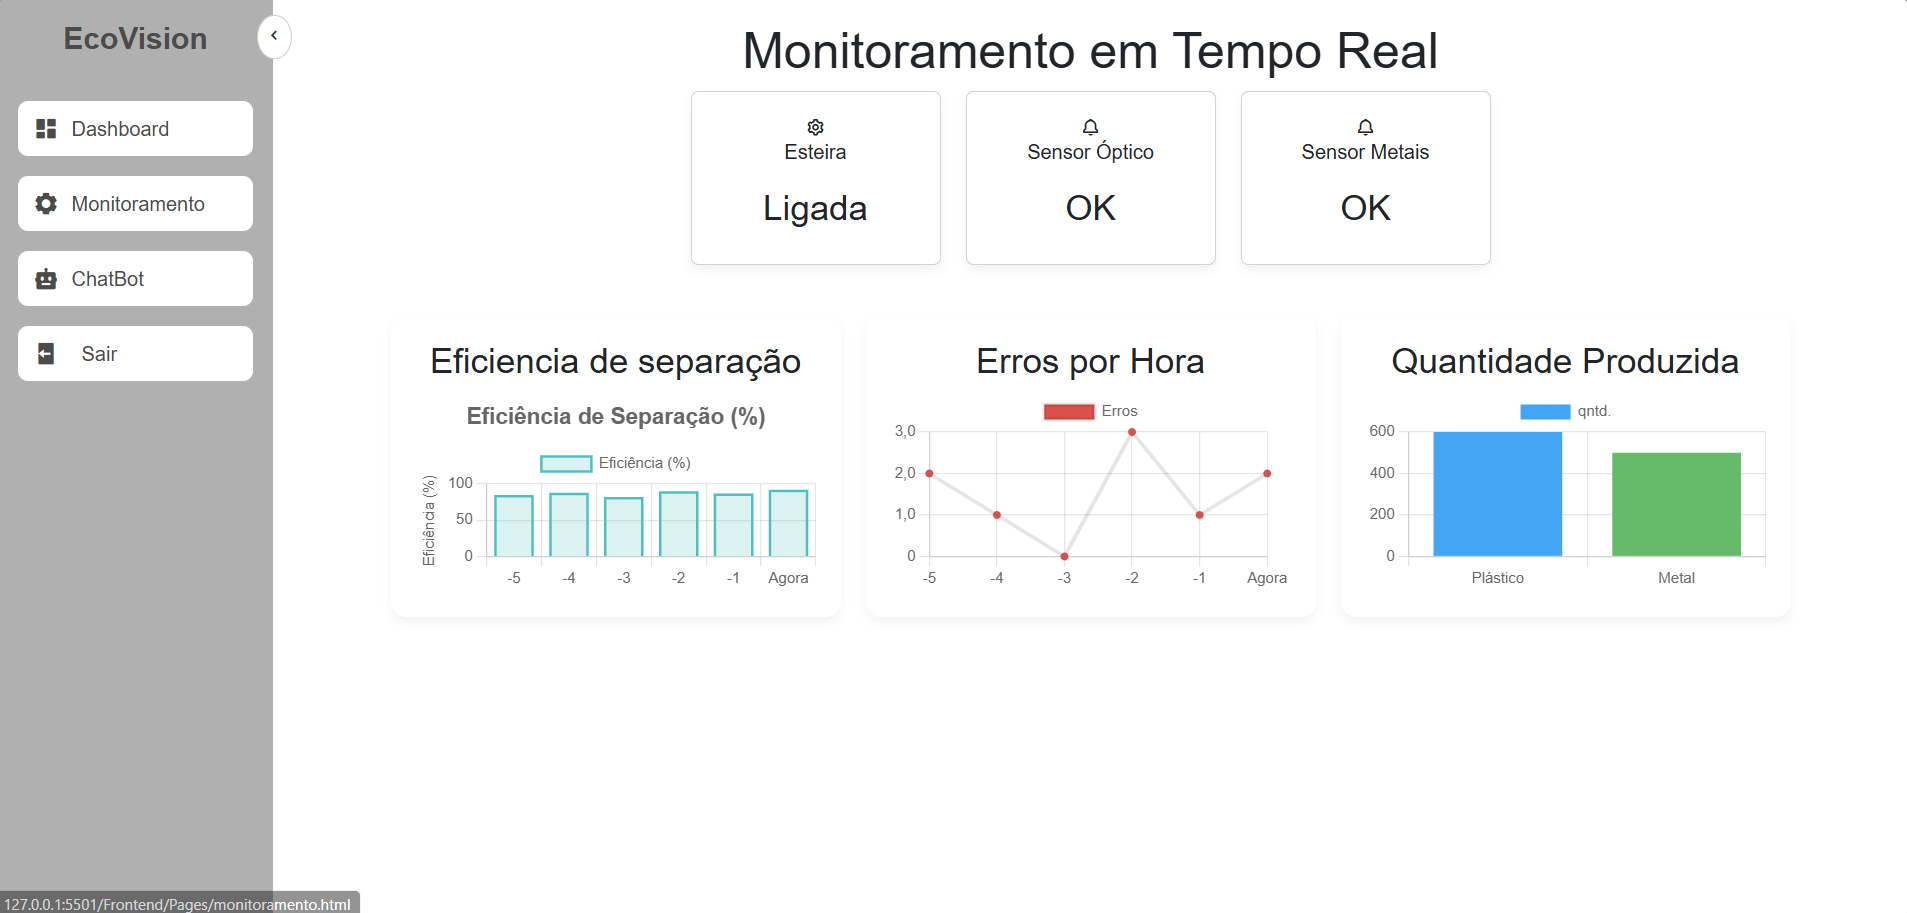 EcoVision
Dashboard
Monitoramento
ChatBot
Sair
Monitoramento em Tempo Real
Esteira
Ligada
Sensor Óptico
OK
Sensor Metais
OK
Eficiencia de separação
Eficiência de Separação (%)
Eficiência (%)
Eficiência (%)
100
50
0
-5 -4 -3 -2 -1 Agora
Erros por Hora
Erros
3,0
2,0
1,0
0
-5 -4 -3 -2 -1 Agora
Quantidade Produzida
qntd.
600
400
200
0
Plástico Metal
127.0.0.1:5501/Frontend/Pages/monitoramento.html